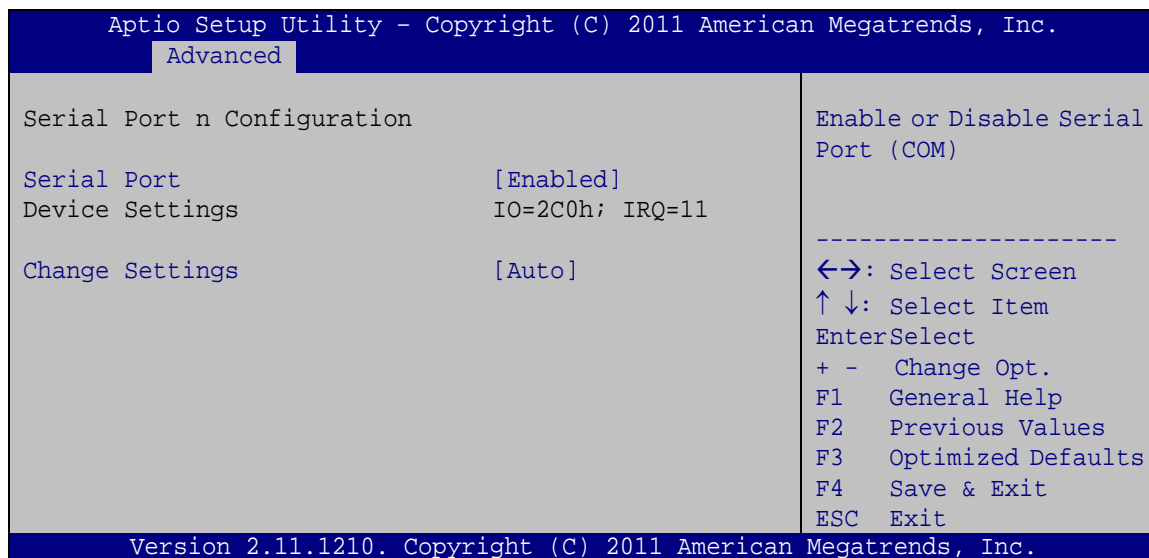 Aptio Setup Utility – Copyright (C) 2011 American Megatrends, Inc.
Advanced
Serial Port n Configuration
Serial Port [Enabled]
Device Settings IO=2C0h; IRQ=11
Change Settings [Auto]
Enable or Disable Serial
Port (COM)
---------------------
←→: Select Screen
↑ ↓: Select Item
EnterSelect
+ - Change Opt.
F1 General Help
F2 Previous Values
F3 Optimized Defaults
F4 Save & Exit
ESC Exit
Version 2.11.1210. Copyright (C) 2011 American Megatrends, Inc.